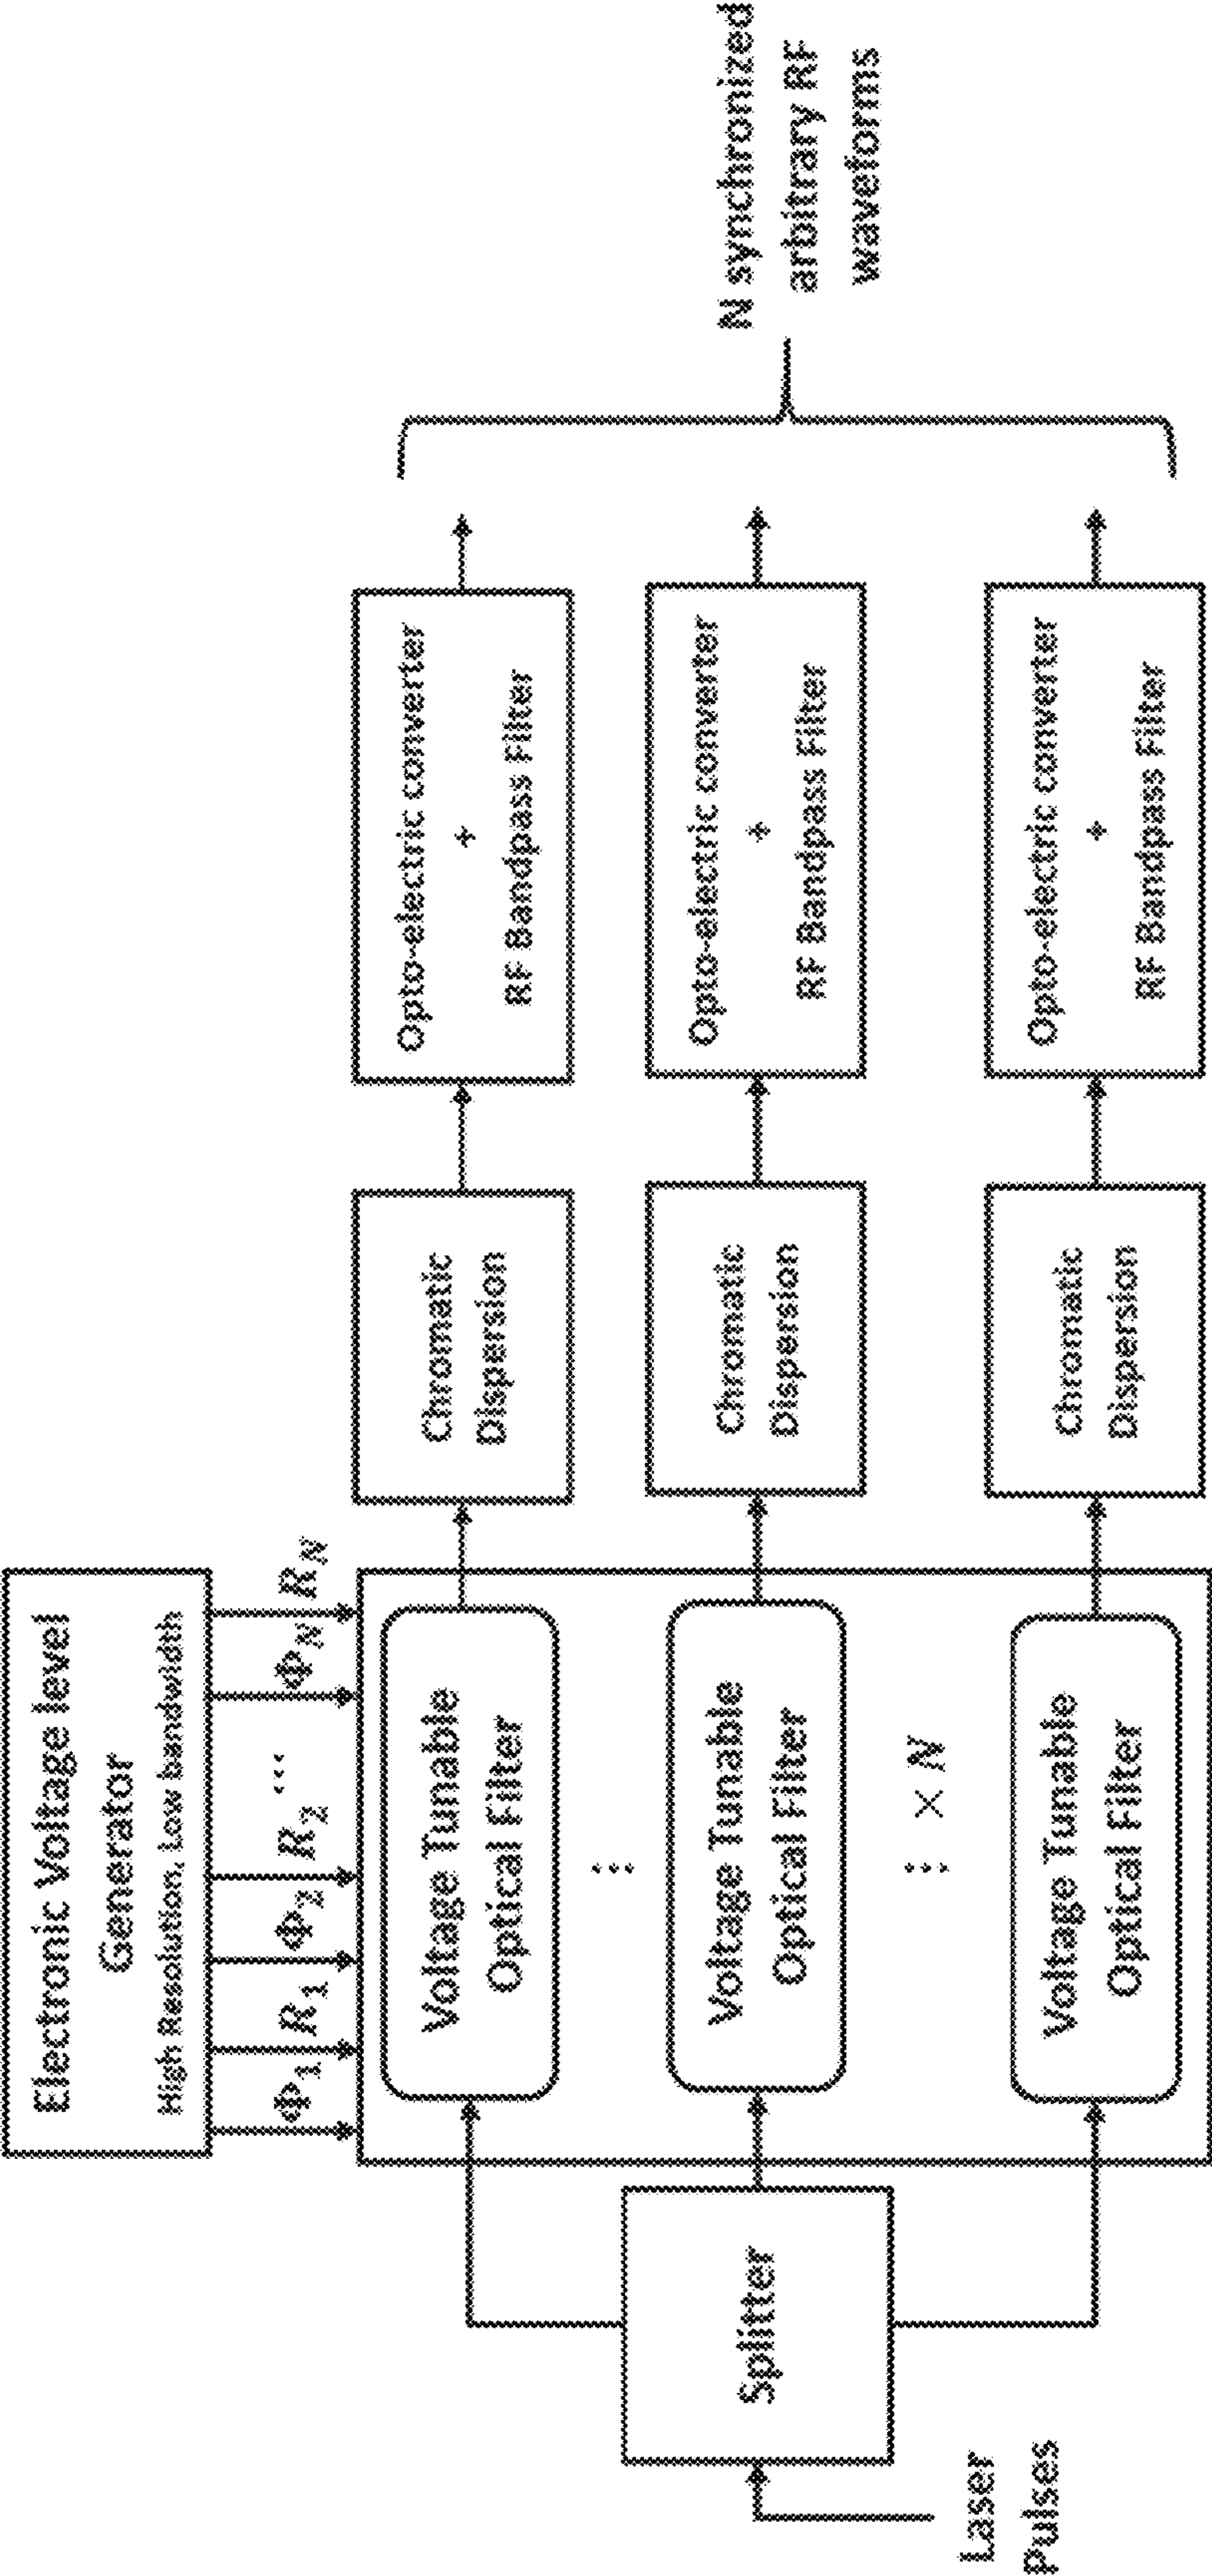 Electronic Voltage level
Generator
High Resolution, Low bandwidth
Φ1 R1 Φ2 R2 ... ΦN RN
Laser
Pulses
Splitter
Voltage Tunable
Optical Filter
Chromatic
Dispersion
Opto-electric converter
+
RF Bandpass Filter
⋮
Voltage Tunable
Optical Filter
Chromatic
Dispersion
Opto-electric converter
+
RF Bandpass Filter
⋮ × N
Voltage Tunable
Optical Filter
Chromatic
Dispersion
Opto-electric converter
+
RF Bandpass Filter
N synchronized
arbitrary RF
waveforms